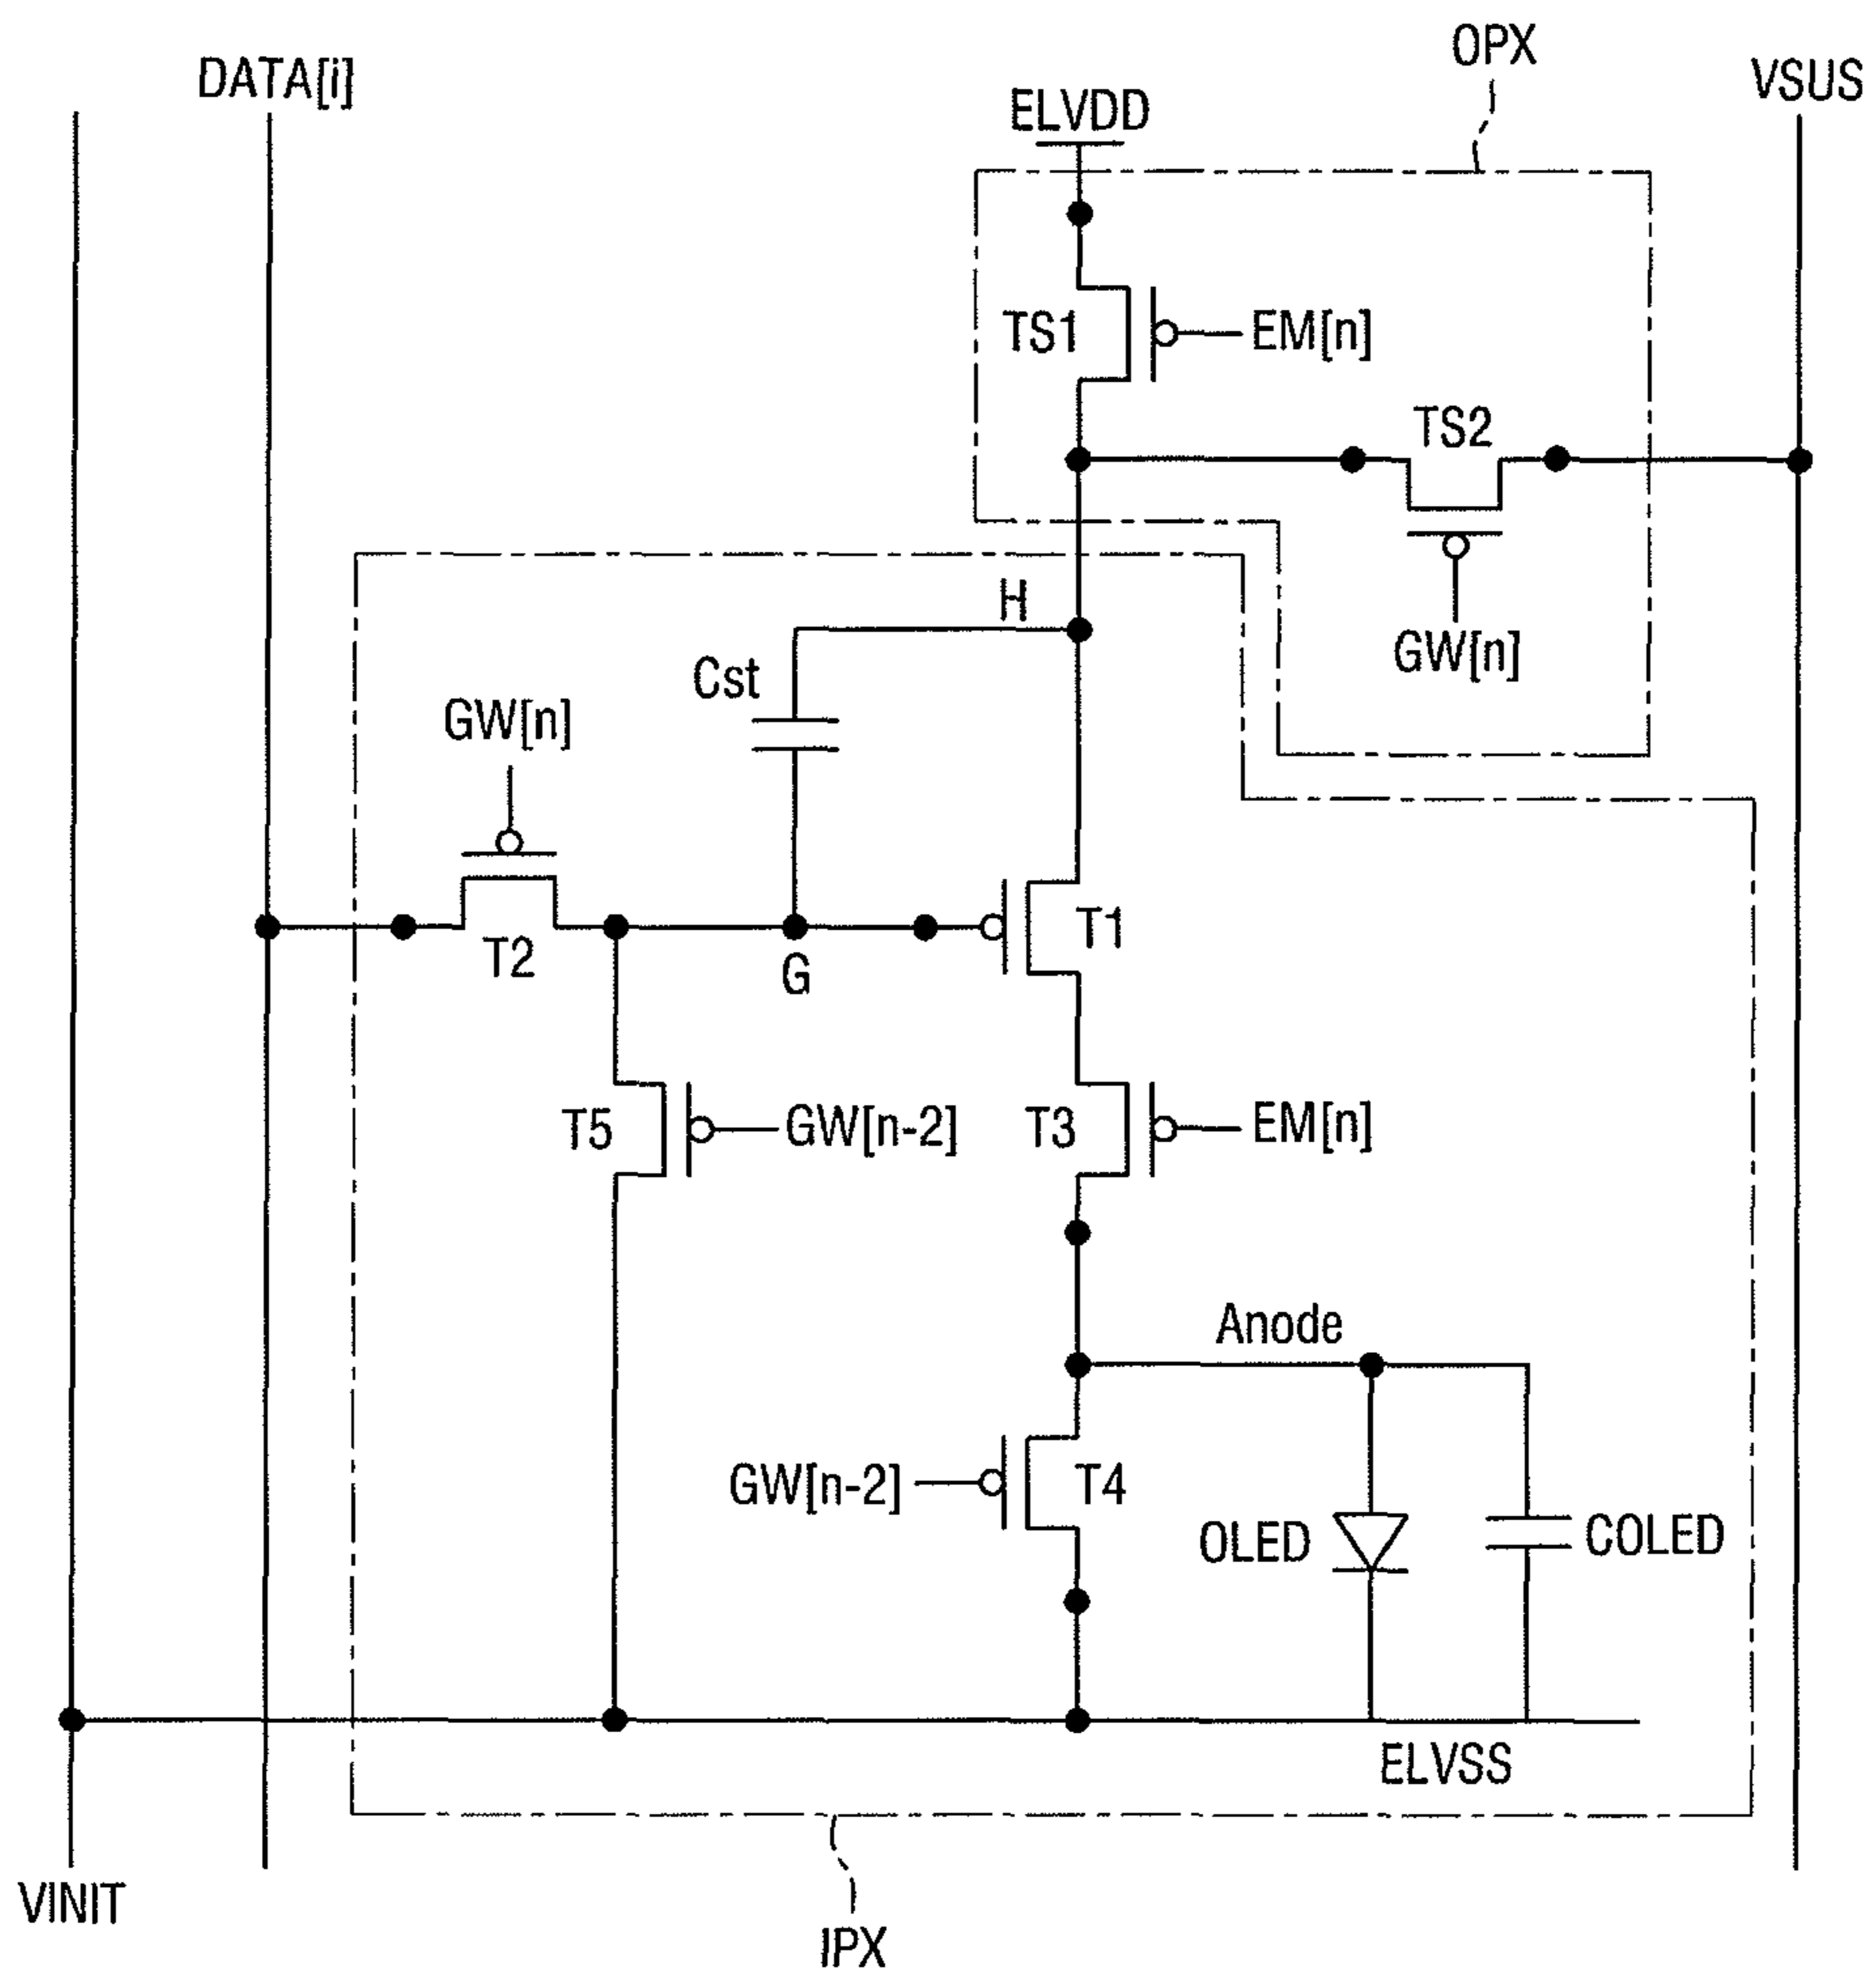 OPX
DATA[i]
VSUS
ELVDD
TS1
EM[n]
TS2
H
GW[n]
Cst
GW[n]
T1
T2
G
T5
GW[n-2]
T3
EM[n]
Anode
GW[n-2]
T4
OLED
COLED
ELVSS
VINIT
IPX